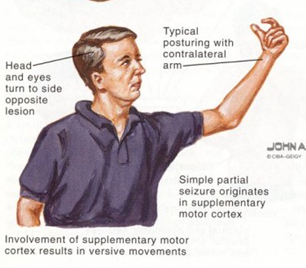 Typical
posturing with
contralateral
arm
Head
and eyes
turn to side
opposite
lesion
JOHN A
© CIBA-GEIGY
Simple partial
seizure originates
in supplementary
motor cortex
Involvement of supplementary motor
cortex results in versive movements